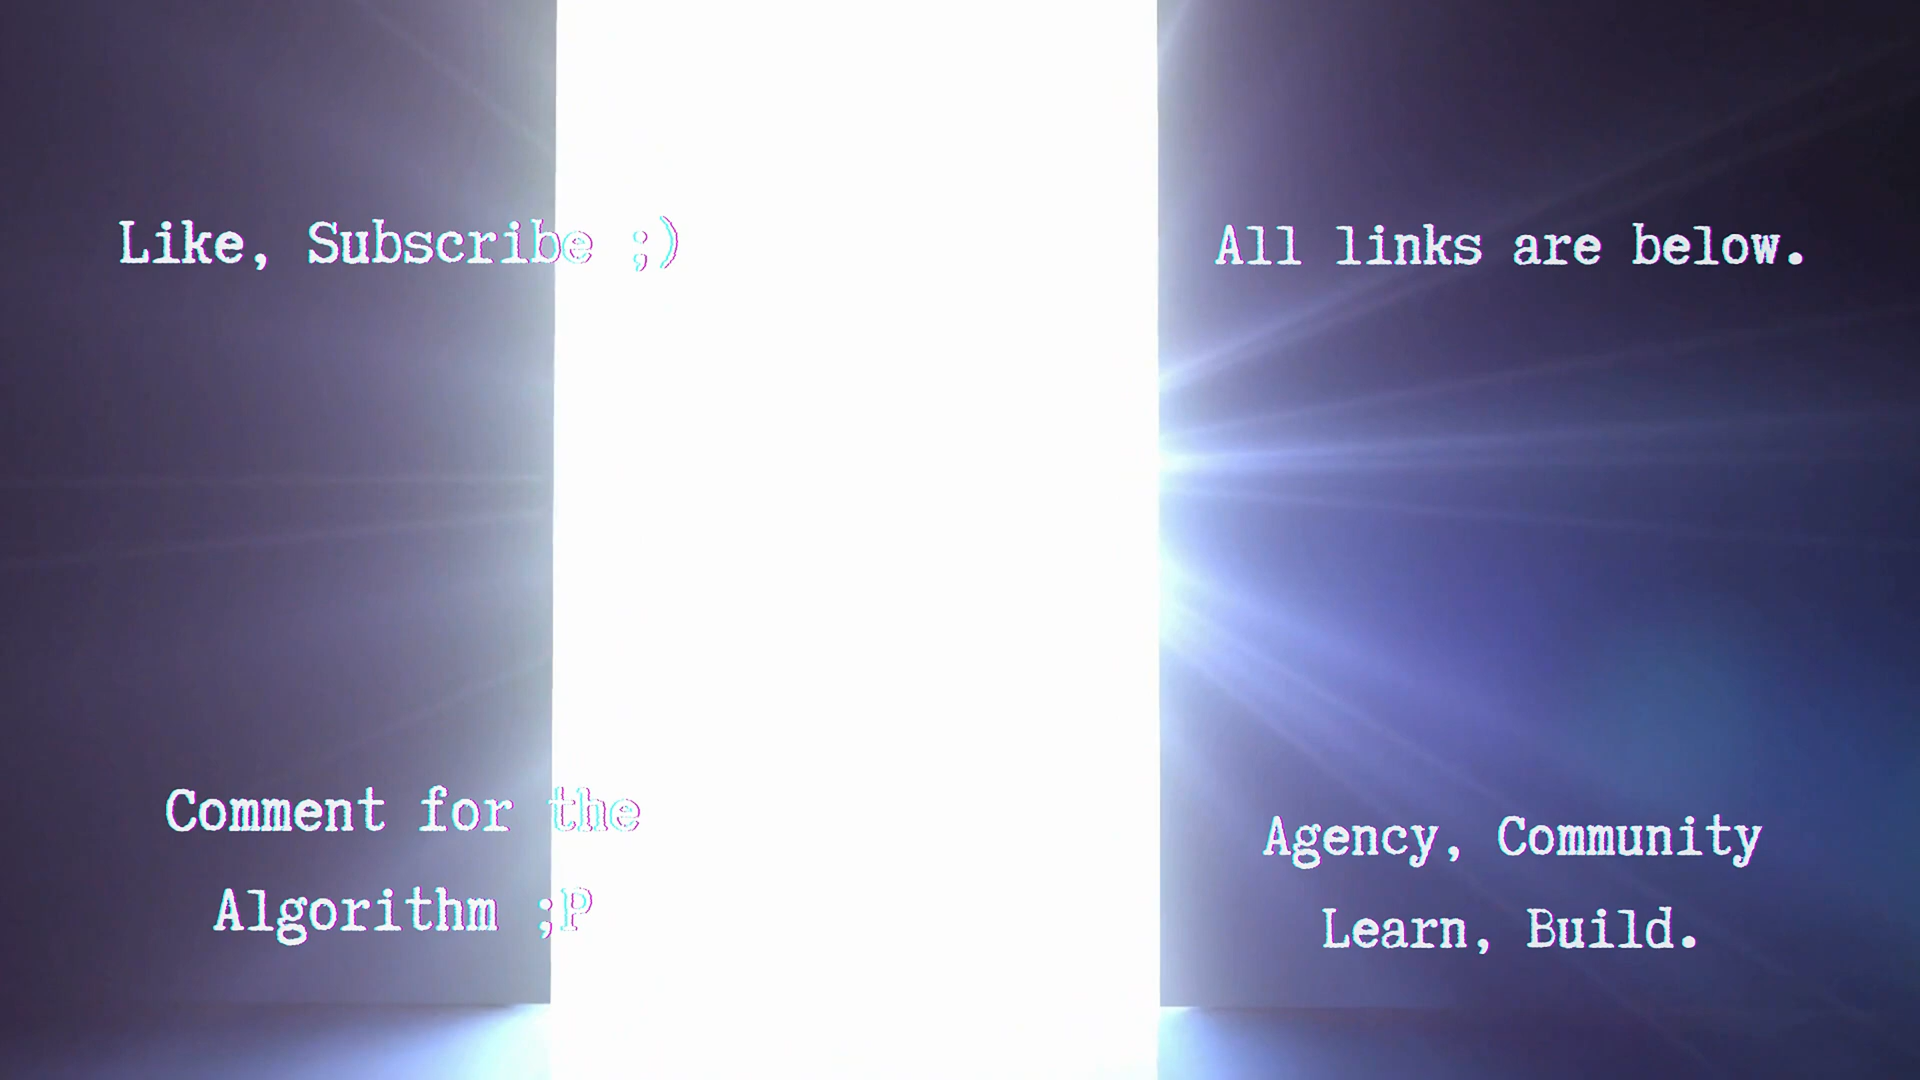 Like, Subscribe ;)
All links are below.
Comment for the
Algorithm ;P
Agency, Community
Learn, Build.